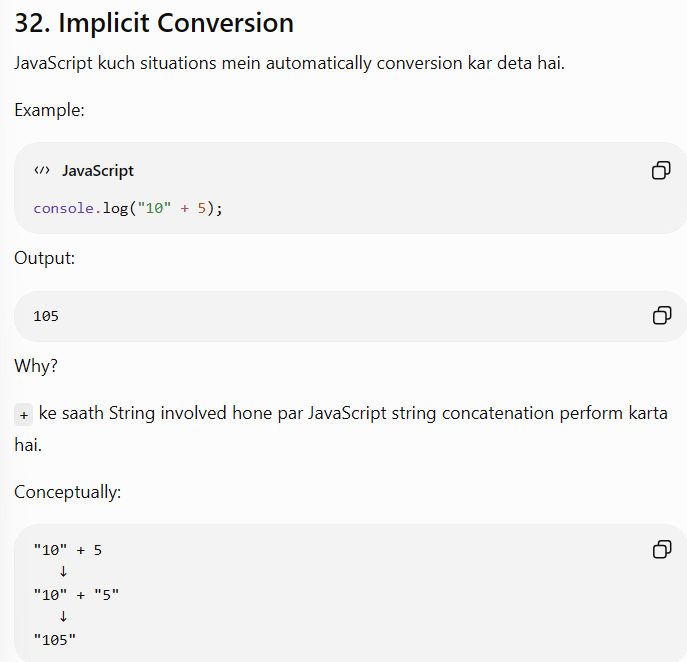 32. Implicit Conversion
JavaScript kuch situations mein automatically conversion kar deta hai.
Example:
</> JavaScript
console.log("10" + 5);
Output:
105
Why?
+ ke saath String involved hone par JavaScript string concatenation perform karta
hai.
Conceptually:
"10" + 5
↓
"10" + "5"
↓
"105"